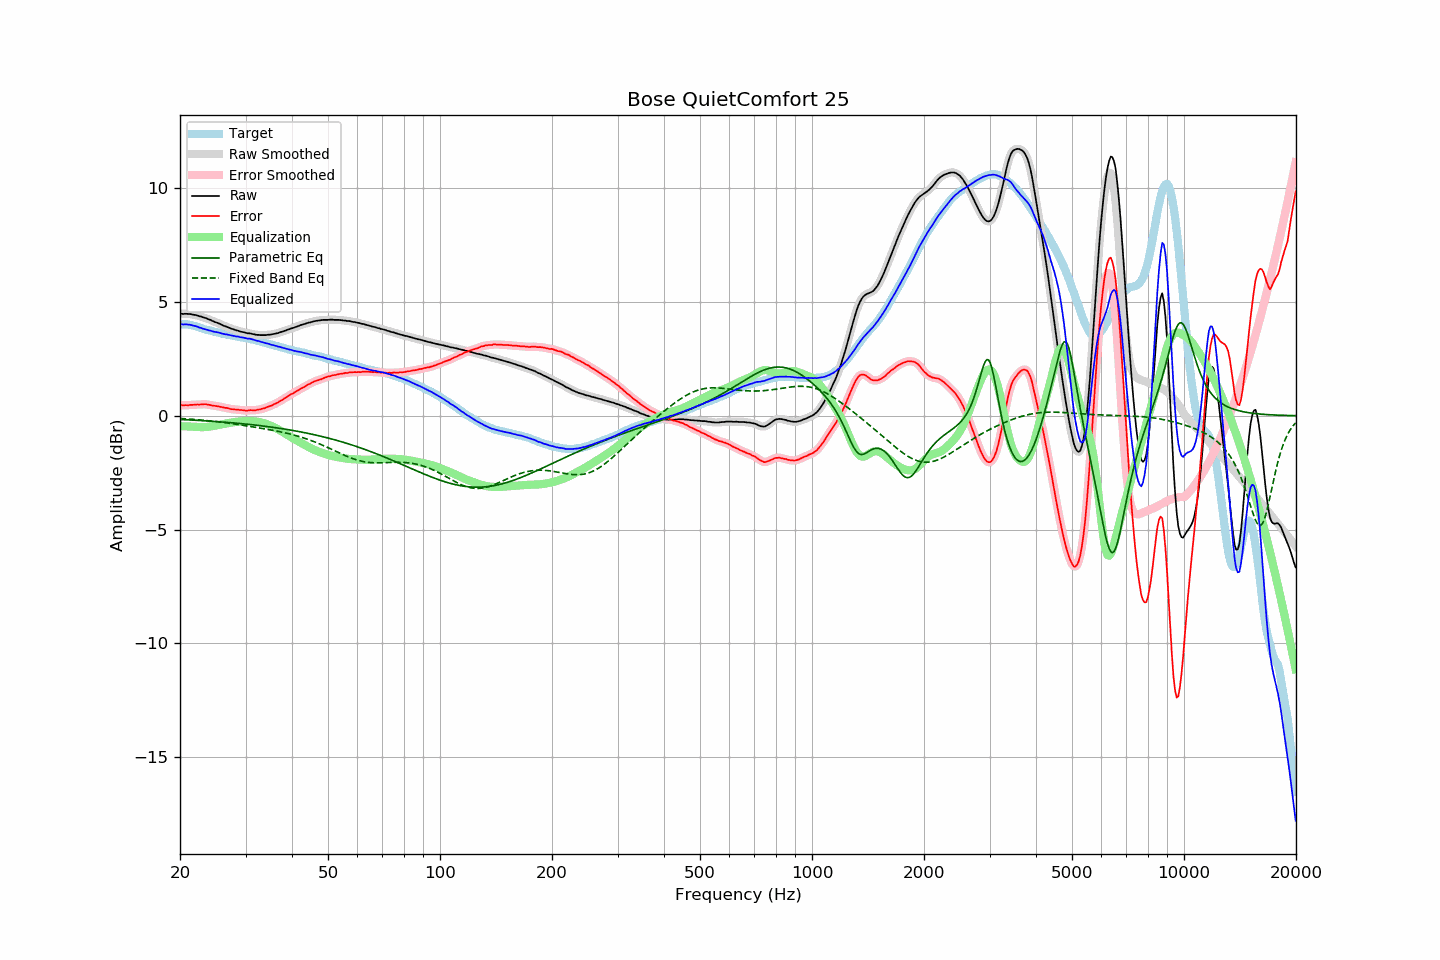 Bose QuietComfort 25
Target
Raw Smoothed
Error Smoothed
Raw
Error
Equalization
Parametric Eq
Fixed Band Eq
Equalized
10
5
0
−5
−10
−15
Amplitude (dBr)
20 50 100 200 500 1000 2000 5000 10000 20000
Frequency (Hz)